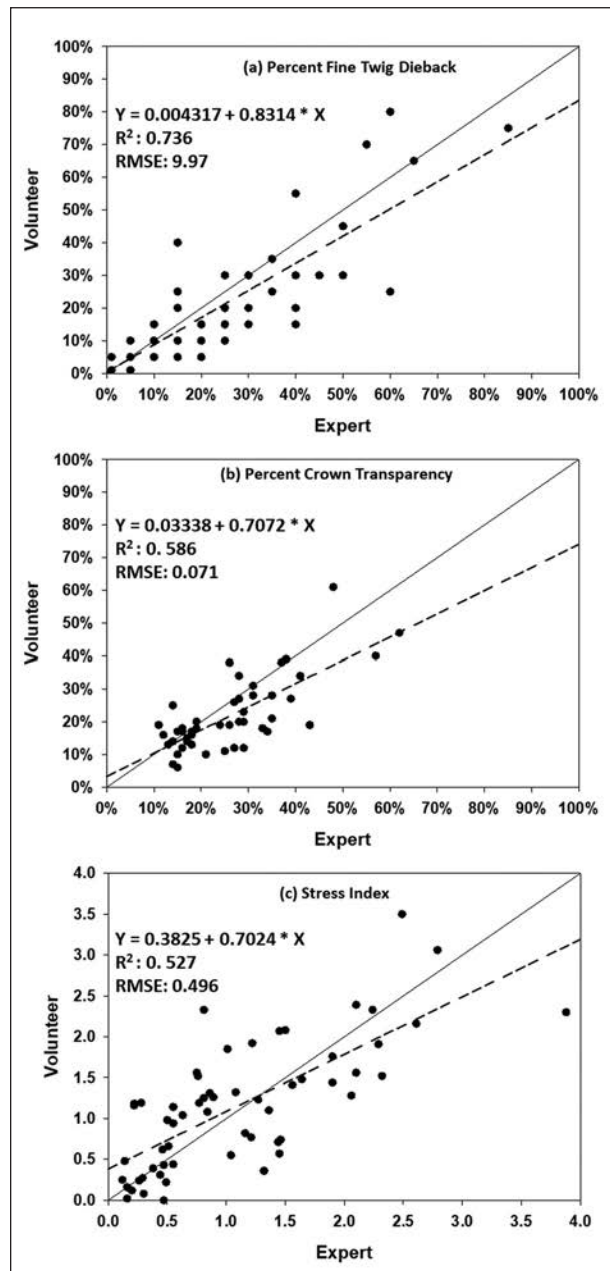 (a) Percent Fine Twig Dieback
Y = 0.004317 + 0.8314 * X
R²: 0.736
RMSE: 9.97
100%
90%
80%
70%
60%
50%
40%
30%
20%
10%
0%
Volunteer
0% 10% 20% 30% 40% 50% 60% 70% 80% 90% 100%
Expert
(b) Percent Crown Transparency
Y = 0.03338 + 0.7072 * X
R²: 0. 586
RMSE: 0.071
100%
90%
80%
70%
60%
50%
40%
30%
20%
10%
0%
Volunteer
0% 10% 20% 30% 40% 50% 60% 70% 80% 90% 100%
Expert
(c) Stress Index
Y = 0.3825 + 0.7024 * X
R²: 0. 527
RMSE: 0.496
4.0
3.5
3.0
2.5
2.0
1.5
1.0
0.5
0.0
Volunteer
0.0 0.5 1.0 1.5 2.0 2.5 3.0 3.5 4.0
Expert